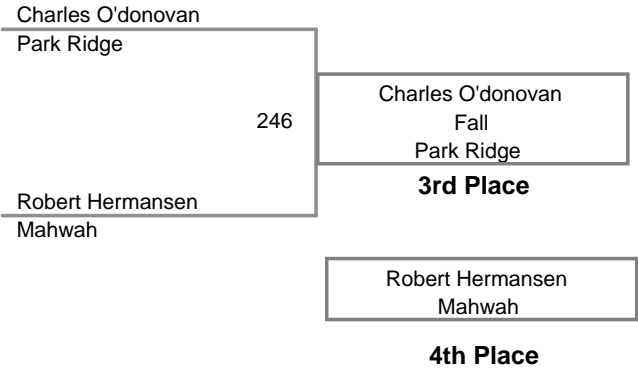 Charles O'donovan
Park Ridge
246
Charles O'donovan
Fall
Park Ridge
3rd Place
Robert Hermansen
Mahwah
Robert Hermansen
Mahwah
4th Place